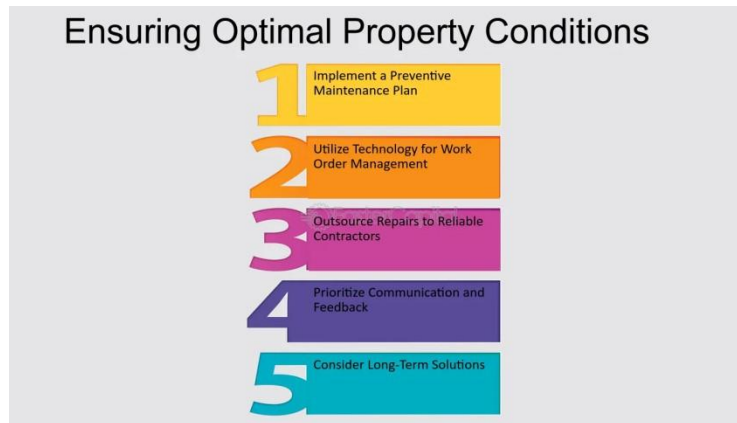 Ensuring Optimal Property Conditions
1
Implement a Preventive
Maintenance Plan
2
Utilize Technology for Work
Order Management
3
Outsource Repairs to Reliable
Contractors
4
Prioritize Communication and
Feedback
5
Consider Long-Term Solutions